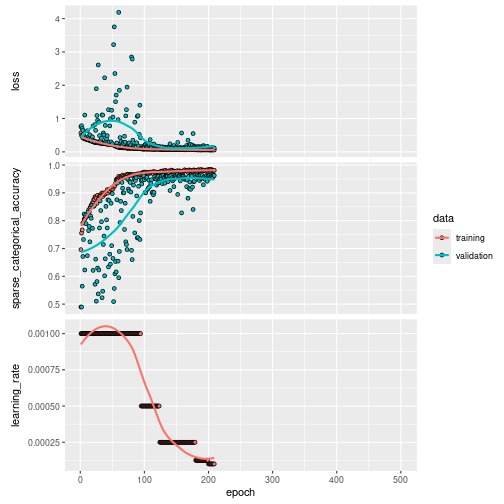 loss
4
3
2
1
0
sparse_categorical_accuracy
1.0
0.9
0.8
0.7
0.6
0.5
learning_rate
0.00100
0.00075
0.00050
0.00025
0 100 200 300 400 500
epoch
data
training
validation